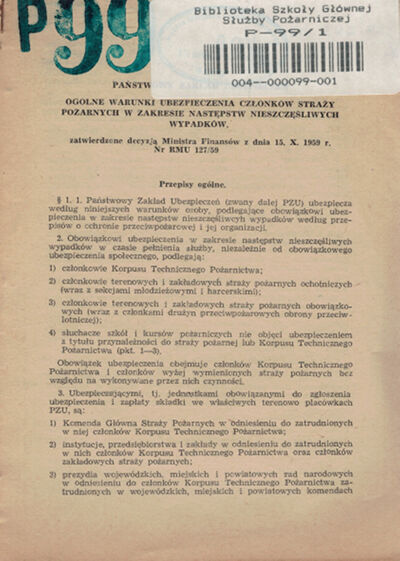 P99
Biblioteka Szkoły Głównej
Służby Pożarniczej
P-99/1
004--000099-001
PAŃSTW
OGÓLNE WARUNKI UBEZPIECZENIA CZŁONKÓW STRAŻY
POŻARNYCH W ZAKRESIE NASTĘPSTW NIESZCZĘŚLIWYCH
WYPADKÓW,
zatwierdzone decyzją Ministra Finansów z dnia 15. X. 1959 r.
Nr RMU 127/59
Przepisy ogólne.
§ 1. 1. Państwowy Zakład Ubezpieczeń (zwany dalej PZU) ubezpiecza
według niniejszych warunków osoby, podlegające obowiązkowi ubez-
pieczenia w zakresie następstw nieszczęśliwych wypadków według prze-
pisów o ochronie przeciwpożarowej i jej organizacji.
2. Obowiązkowi ubezpieczenia w zakresie następstw nieszczęśliwych
wypadków w czasie pełnienia służby, niezależnie od obowiązkowego
ubezpieczenia społecznego, podlegają:
1) członkowie Korpusu Technicznego Pożarnictwa;
2) członkowie terenowych i zakładowych straży pożarnych ochotniczych
(wraz z sekcjami młodzieżowymi i harcerskimi);
3) członkowie terenowych i zakładowych straży pożarnych obowiązko-
wych (wraz z członkami drużyn przeciwpożarowych obrony przeciw-
lotniczej);
4) słuchacze szkół i kursów pożarniczych nie objęci ubezpieczeniem
z tytułu przynależności do straży pożarnej lub Korpusu Technicznego
Pożarnictwa (pkt. 1—3).
Obowiązek ubezpieczenia obejmuje członków Korpusu Technicznego
Pożarnictwa i członków wyżej wymienionych straży pożarnych bez
względu na wykonywane przez nich czynności.
3. Ubezpieczającymi, tj. jednostkami obowiązanymi do zgłoszenia
ubezpieczenia i zapłaty składki we właściwych terenowo placówkach
PZU, są:
1) Komenda Główna Straży Pożarnych w odniesieniu do zatrudnionych
w niej członków Korpusu Technicznego Pożarnictwa;
2) instytucje, przedsiębiorstwa i zakłady w odniesieniu do zatrudnionych
w nich członków Korpusu Technicznego Pożarnictwa oraz członków
zakładowych straży pożarnych;
3) prezydia wojewódzkich, miejskich i powiatowych rad narodowych
w odniesieniu do członków Korpusu Technicznego Pożarnictwa za-
trudnionych w wojewódzkich, miejskich i powiatowych komendach